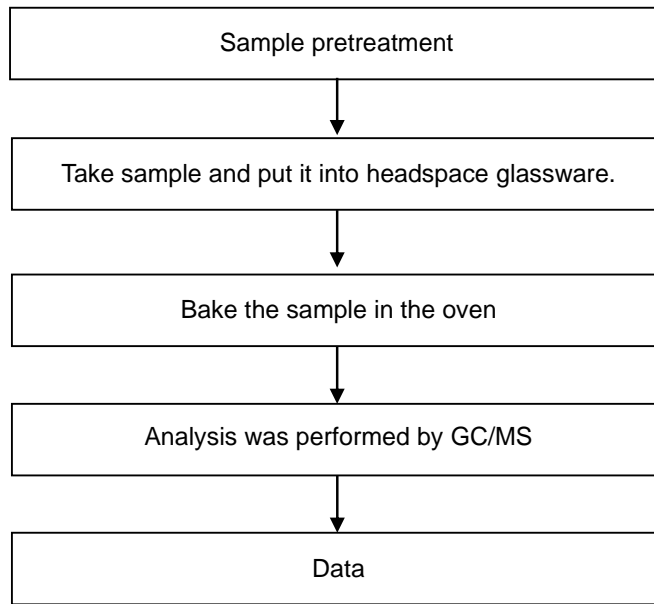 Sample pretreatment
Take sample and put it into headspace glassware.
Bake the sample in the oven
Analysis was performed by GC/MS
Data